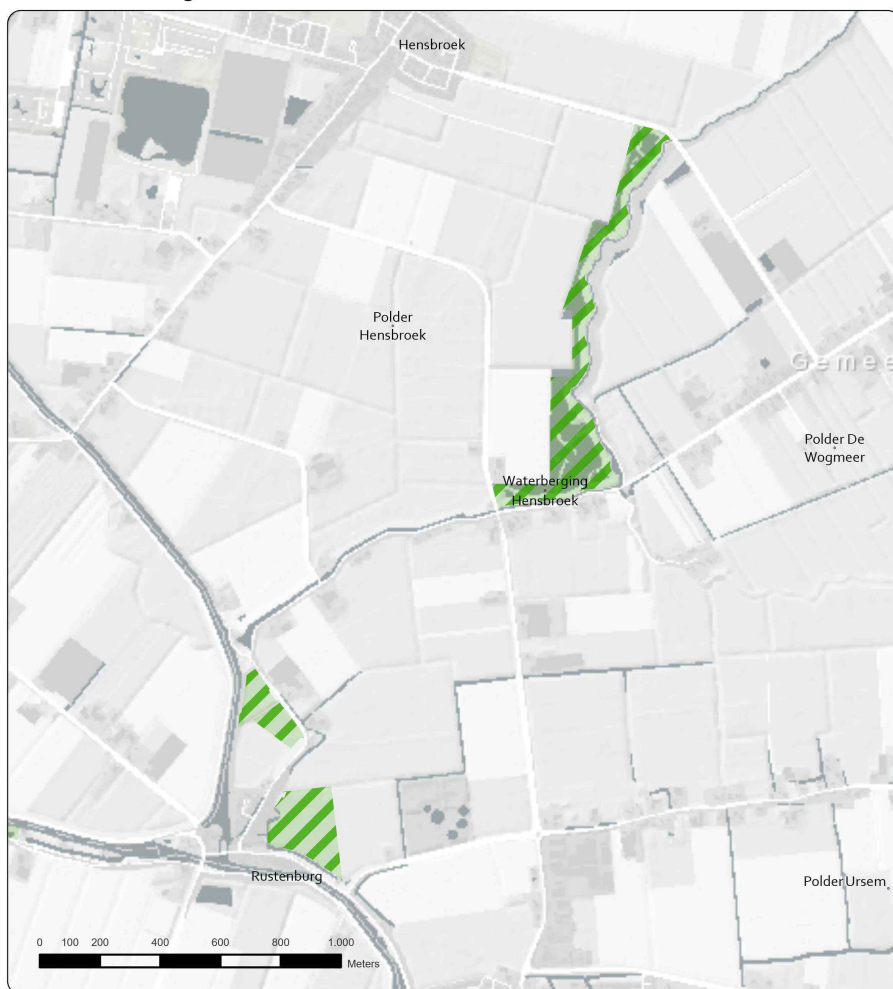 Hensbroek
Polder
Hensbroek
Gemee
Polder De
Wogmeer
Waterberging
Hensbroek
Rustenburg
Polder Ursem
0 100 200 400 600 800 1.000
Meters